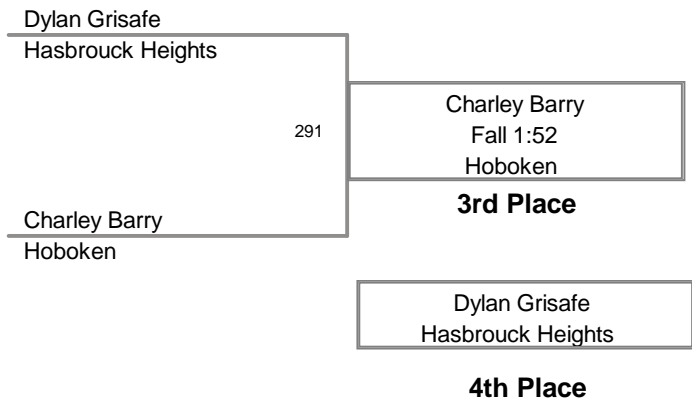 Dylan Grisafe
Hasbrouck Heights
291
Charley Barry
Fall 1:52
Hoboken
3rd Place
Charley Barry
Hoboken
Dylan Grisafe
Hasbrouck Heights
4th Place